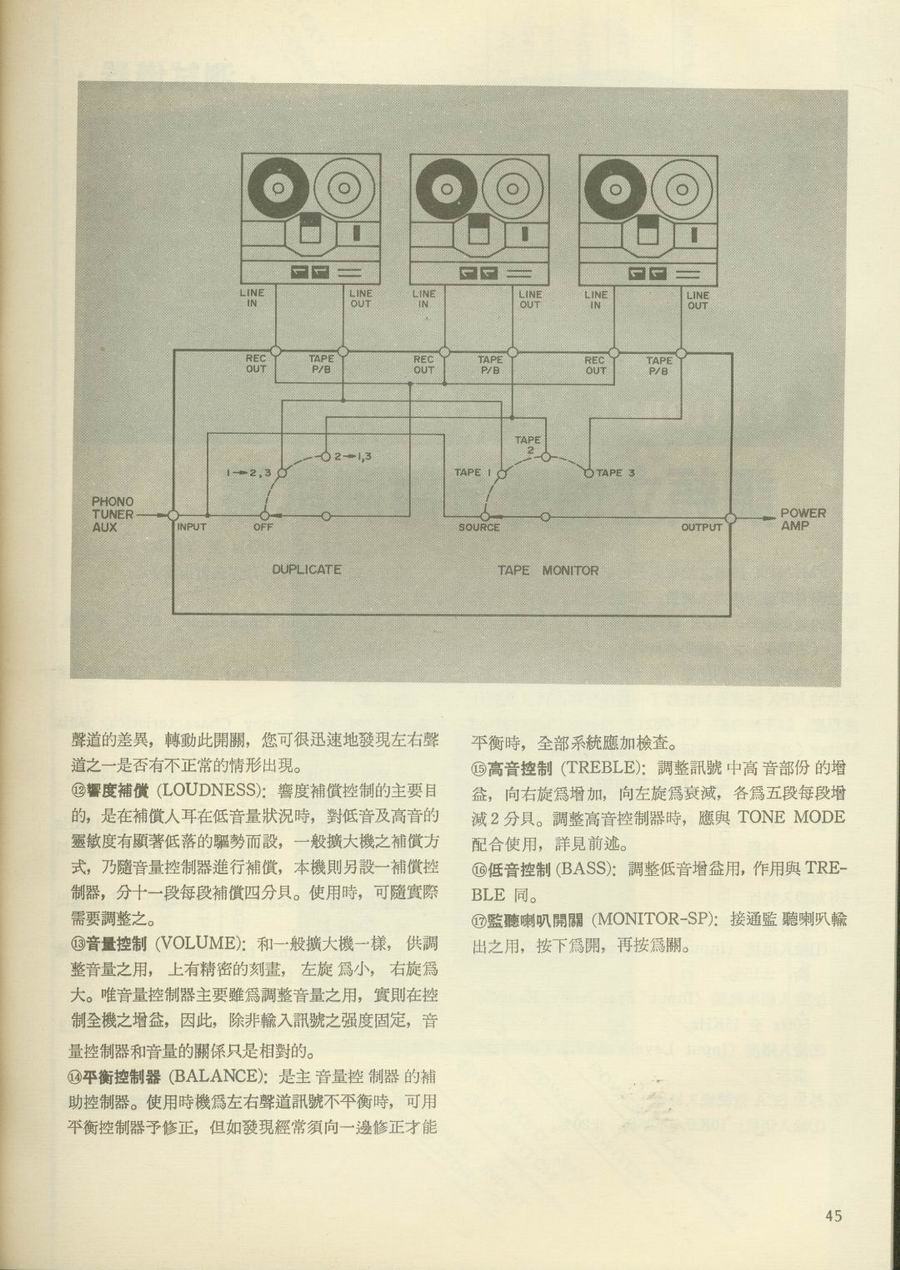 LINE IN
LINE OUT
LINE IN
LINE OUT
LINE IN
LINE OUT
REC OUT
TAPE P/B
REC OUT
TAPE P/B
REC OUT
TAPE P/B
TAPE 2
2→1,3
1→2,3
TAPE 1
TAPE 3
PHONO
TUNER
AUX
INPUT
OFF
SOURCE
OUTPUT
POWER
AMP
DUPLICATE
TAPE MONITOR
聲道的差異，轉動此開關，您可很迅速地發現左右聲
道之一是否有不正常的情形出現。
⑫響度補償 (LOUDNESS)：響度補償控制的主要目
的，是在補償人耳在低音量狀況時，對低音及高音的
靈敏度有顯著低落的驅勢而設，一般擴大機之補償方
式，乃隨音量控制器進行補償，本機則另設一補償控
制器，分十一段每段補償四分貝。使用時，可隨實際
需要調整之。
⑬音量控制 (VOLUME)：和一般擴大機一樣，供調
整音量之用，上有精密的刻畫，左旋爲小，右旋爲
大。唯音量控制器主要雖爲調整音量之用，實則在控
制全機之增益，因此，除非輸入訊號之强度固定，音
量控制器和音量的關係只是相對的。
⑭平衡控制器 (BALANCE)：是主音量控制器的補
助控制器。使用時機爲左右聲道訊號不平衡時，可用
平衡控制器予修正，但如發現經常須向一邊修正才能
平衡時，全部系統應加檢查。
⑮高音控制 (TREBLE)：調整訊號中高音部份的增
益，向右旋爲增加，向左旋爲衰減，各爲五段每段增
減2分貝。調整高音控制器時，應與 TONE MODE
配合使用，詳見前述。
⑯低音控制 (BASS)：調整低音增益用，作用與 TRE-
BLE 同。
⑰監聽喇叭開關 (MONITOR-SP)：接通監聽喇叭輸
出之用，按下爲開，再按爲關。
45